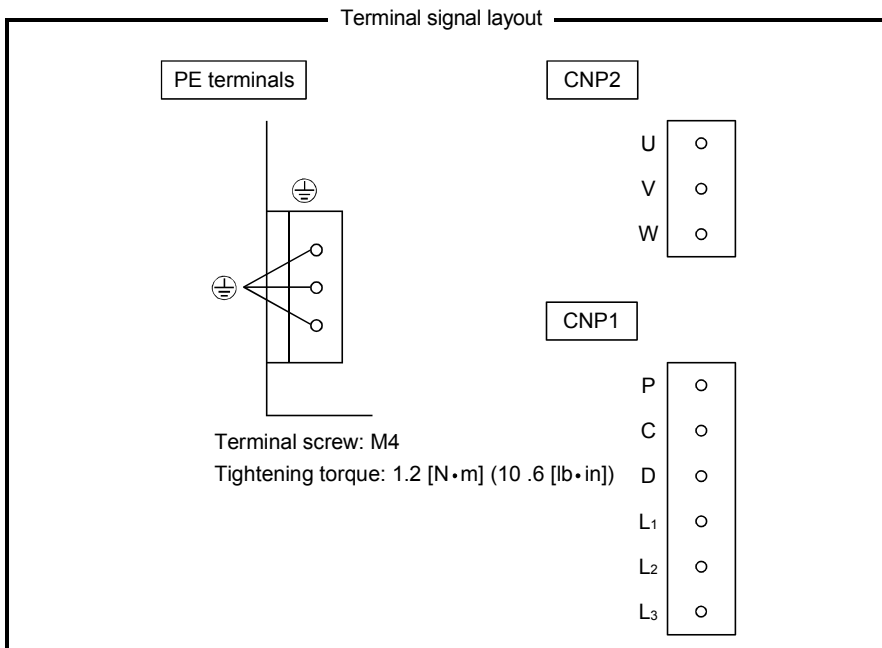 Terminal signal layout
PE terminals
Terminal screw: M4
Tightening torque: 1.2 [N•m] (10 .6 [lb•in])
CNP2
U
V
W
CNP1
P
C
D
L1
L2
L3